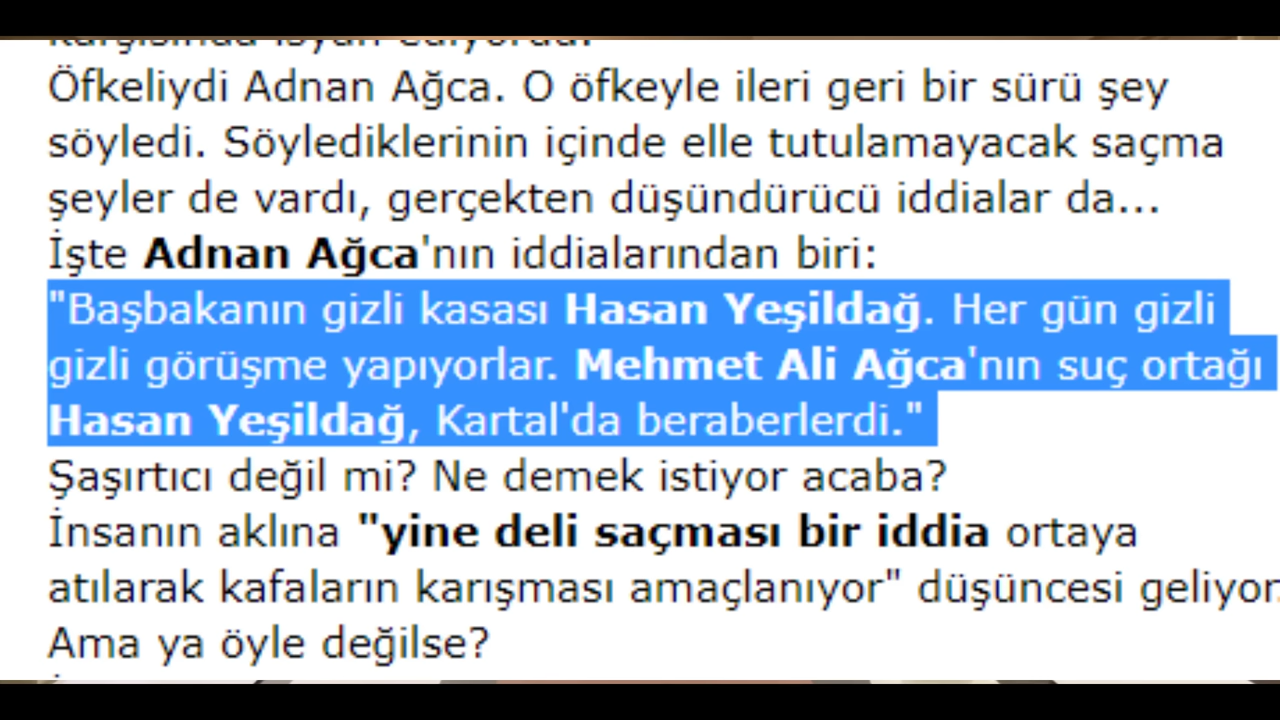 karşısında isyan ediyordu.
Öfkeliydi Adnan Ağca. O öfkeyle ileri geri bir sürü şey
söyledi. Söylediklerinin içinde elle tutulamayacak saçma
şeyler de vardı, gerçekten düşündürücü iddialar da...
İşte Adnan Ağca'nın iddialarından biri:
"Başbakanın gizli kasası Hasan Yeşildağ. Her gün gizli
gizli görüşme yapıyorlar. Mehmet Ali Ağca'nın suç ortağı
Hasan Yeşildağ, Kartal'da beraberlerdi."
Şaşırtıcı değil mi? Ne demek istiyor acaba?
İnsanın aklına "yine deli saçması bir iddia ortaya
atılarak kafaların karışması amaçlanıyor" düşüncesi geliyor.
Ama ya öyle değilse?